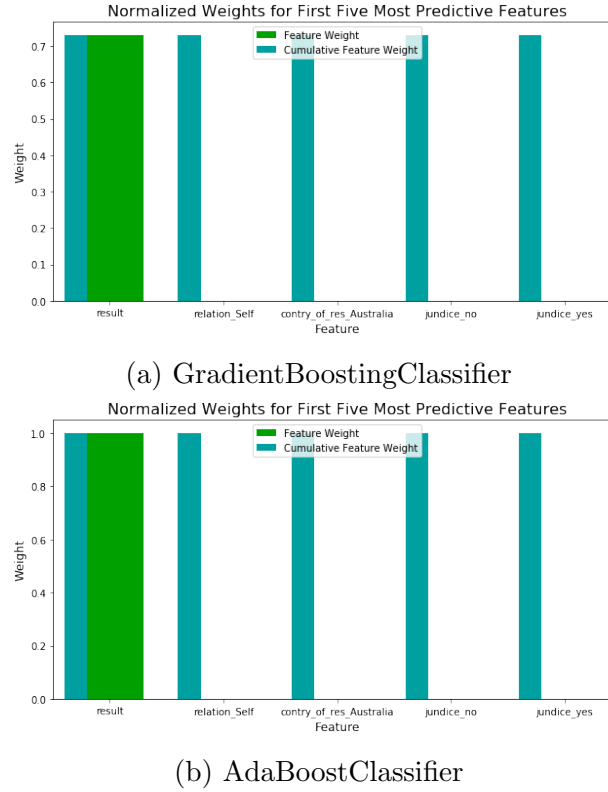 Normalized Weights for First Five Most Predictive Features
Feature Weight
Cumulative Feature Weight
Weight
0.7
0.6
0.5
0.4
0.3
0.2
0.1
0.0
result relation_Self contry_of_res_Australia jundice_no jundice_yes
Feature
(a) GradientBoostingClassifier
Normalized Weights for First Five Most Predictive Features
Feature Weight
Cumulative Feature Weight
Weight
1.0
0.8
0.6
0.4
0.2
0.0
result relation_Self contry_of_res_Australia jundice_no jundice_yes
Feature
(b) AdaBoostClassifier